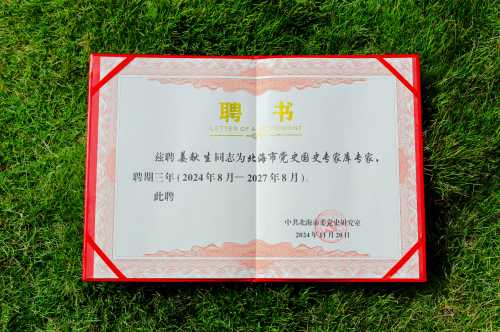 聘书
LETTER OF APPOINTMENT
兹聘姜献生同志为北海市党史国史专家库专家，
聘期三年（2024年8月—2027年8月）。
此聘
中共北海市委党史研究室
2024年11月20日